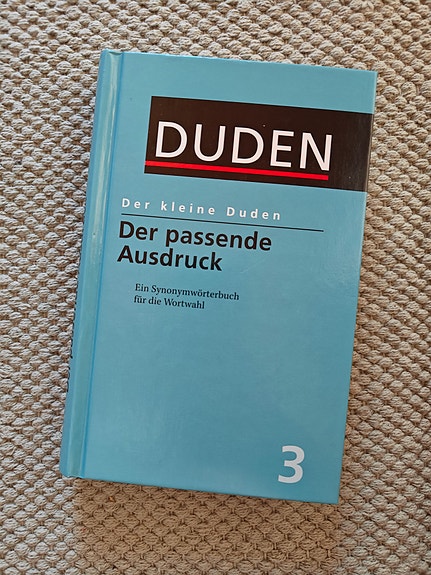 DUDEN
Der kleine Duden
Der passende
Ausdruck
Ein Synonymwörterbuch
für die Wortwahl
3